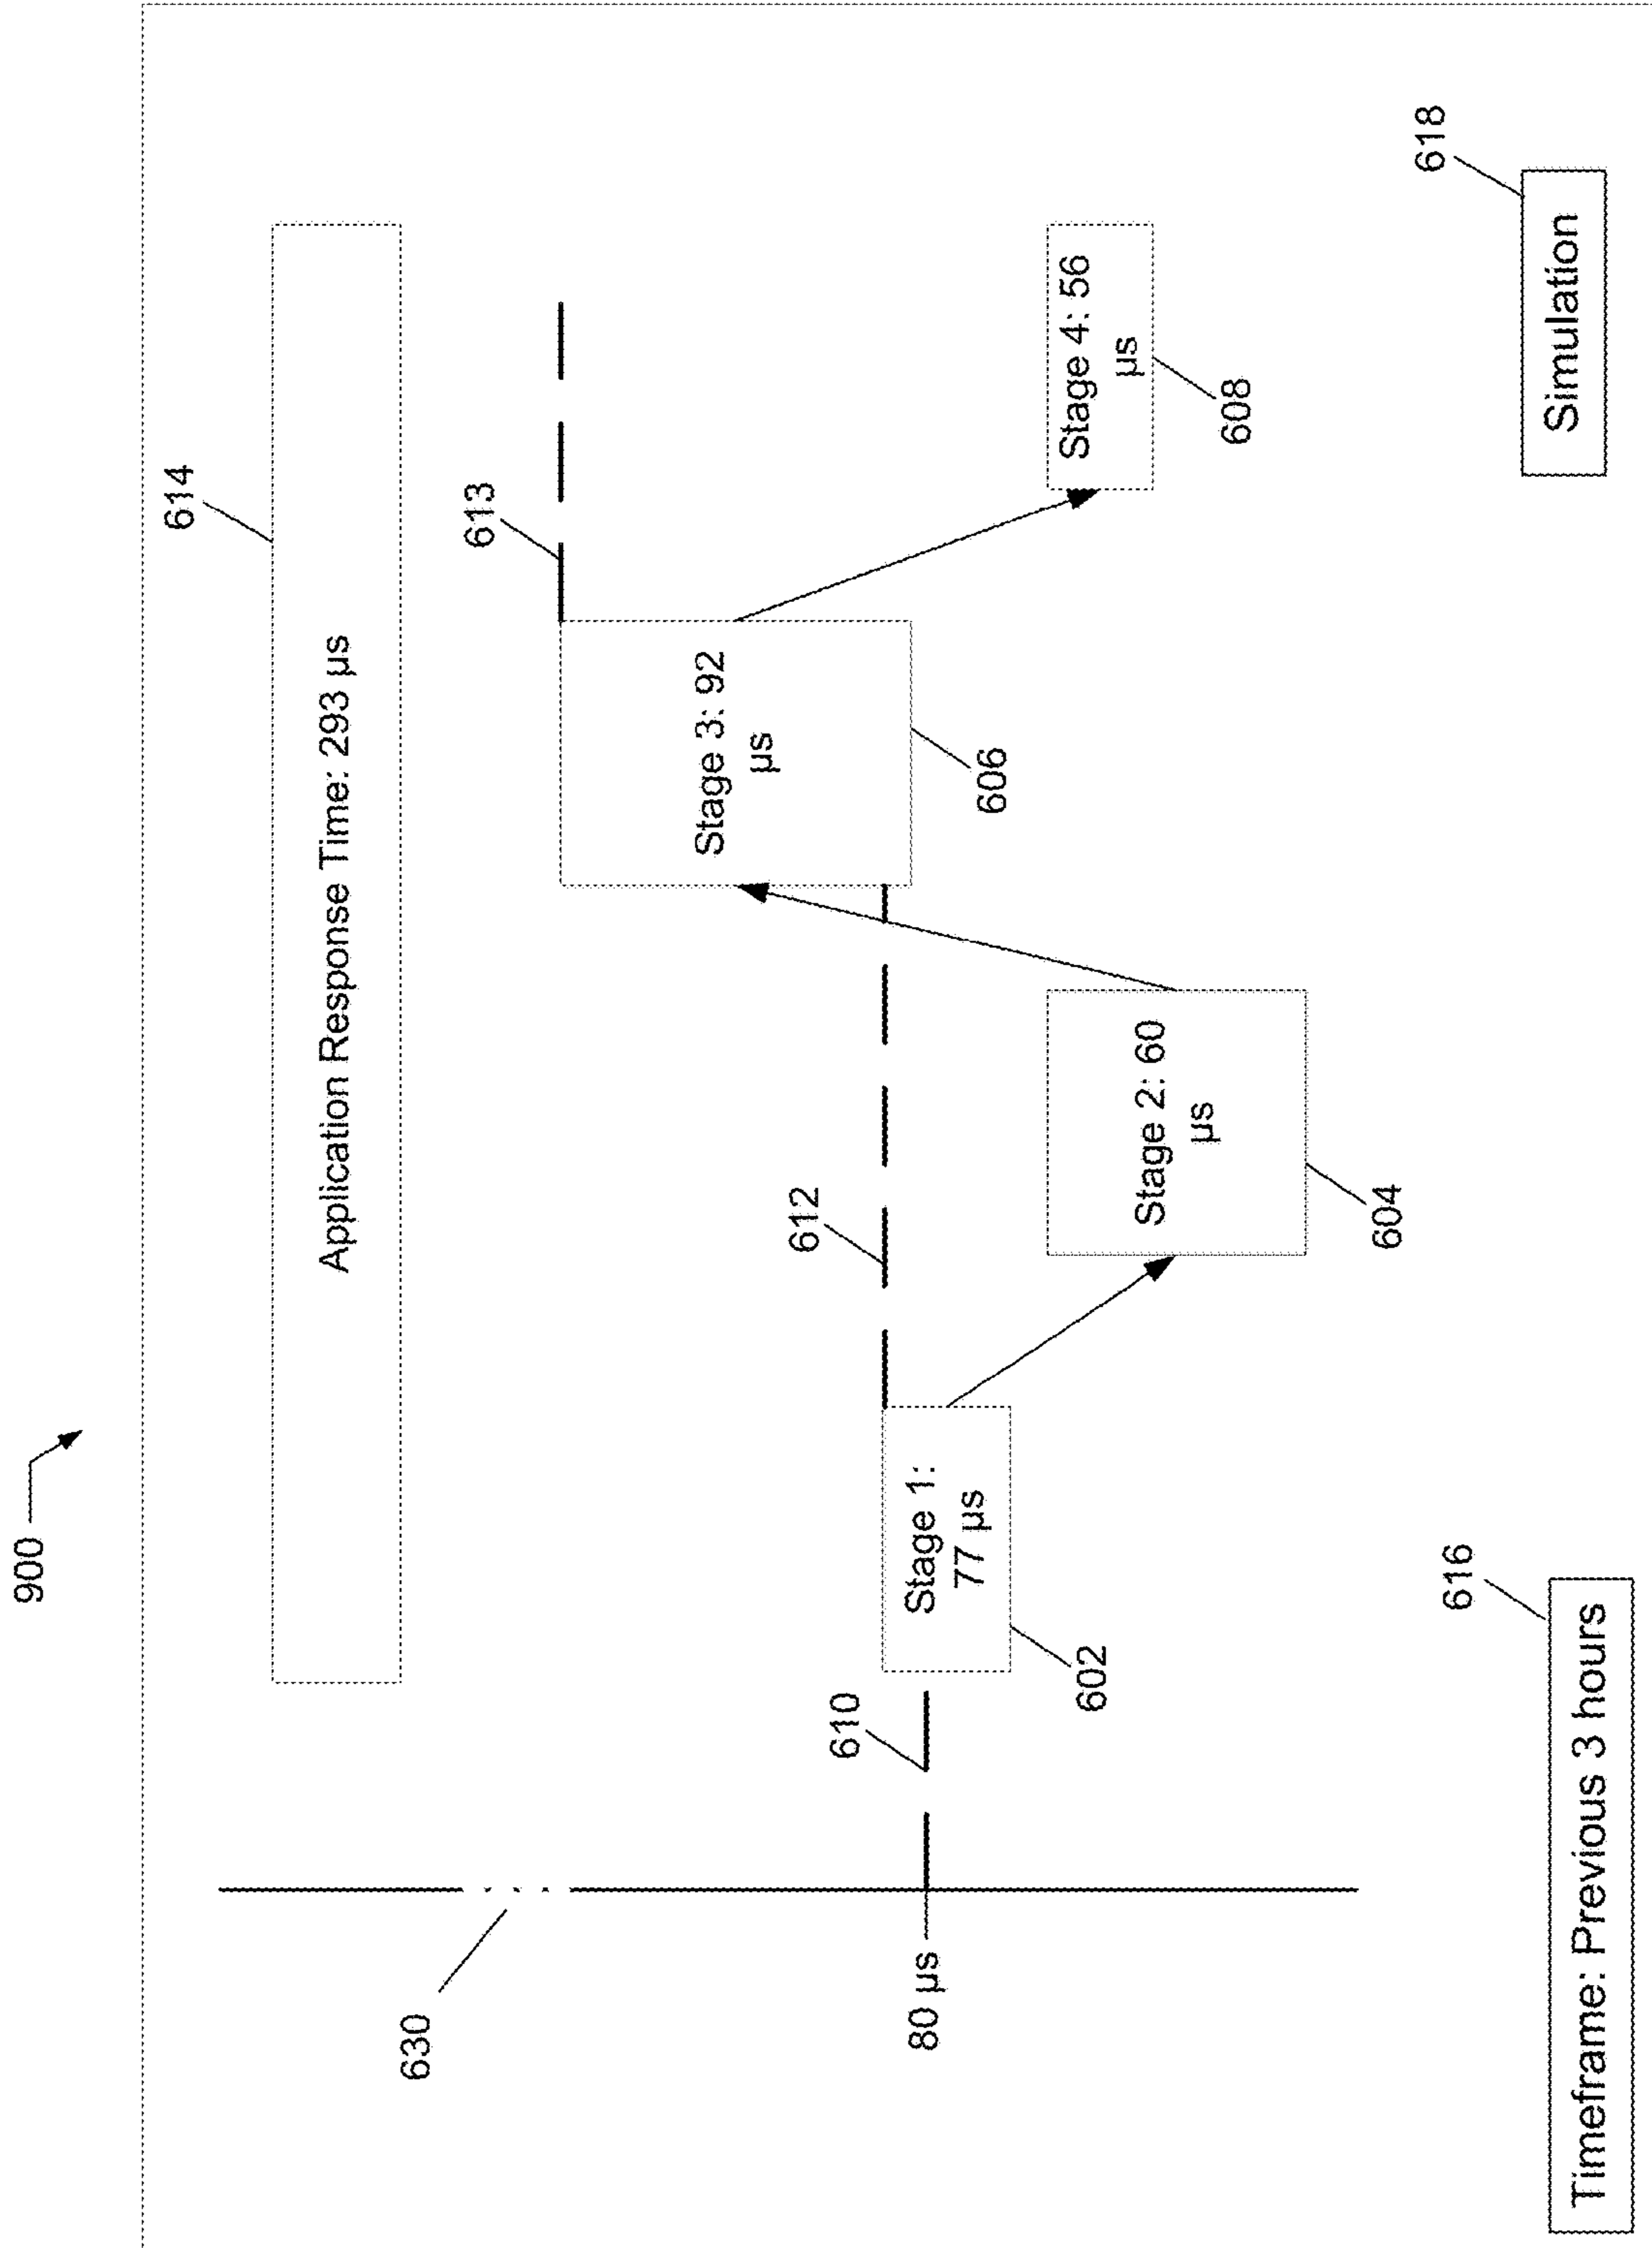 900
614
Application Response Time: 293 µs
630
613
612
610
80 µs
Stage 1:
77 µs
602
Stage 2: 60
µs
604
Stage 3: 92
µs
606
Stage 4: 56
µs
608
616
Timeframe: Previous 3 hours
618
Simulation